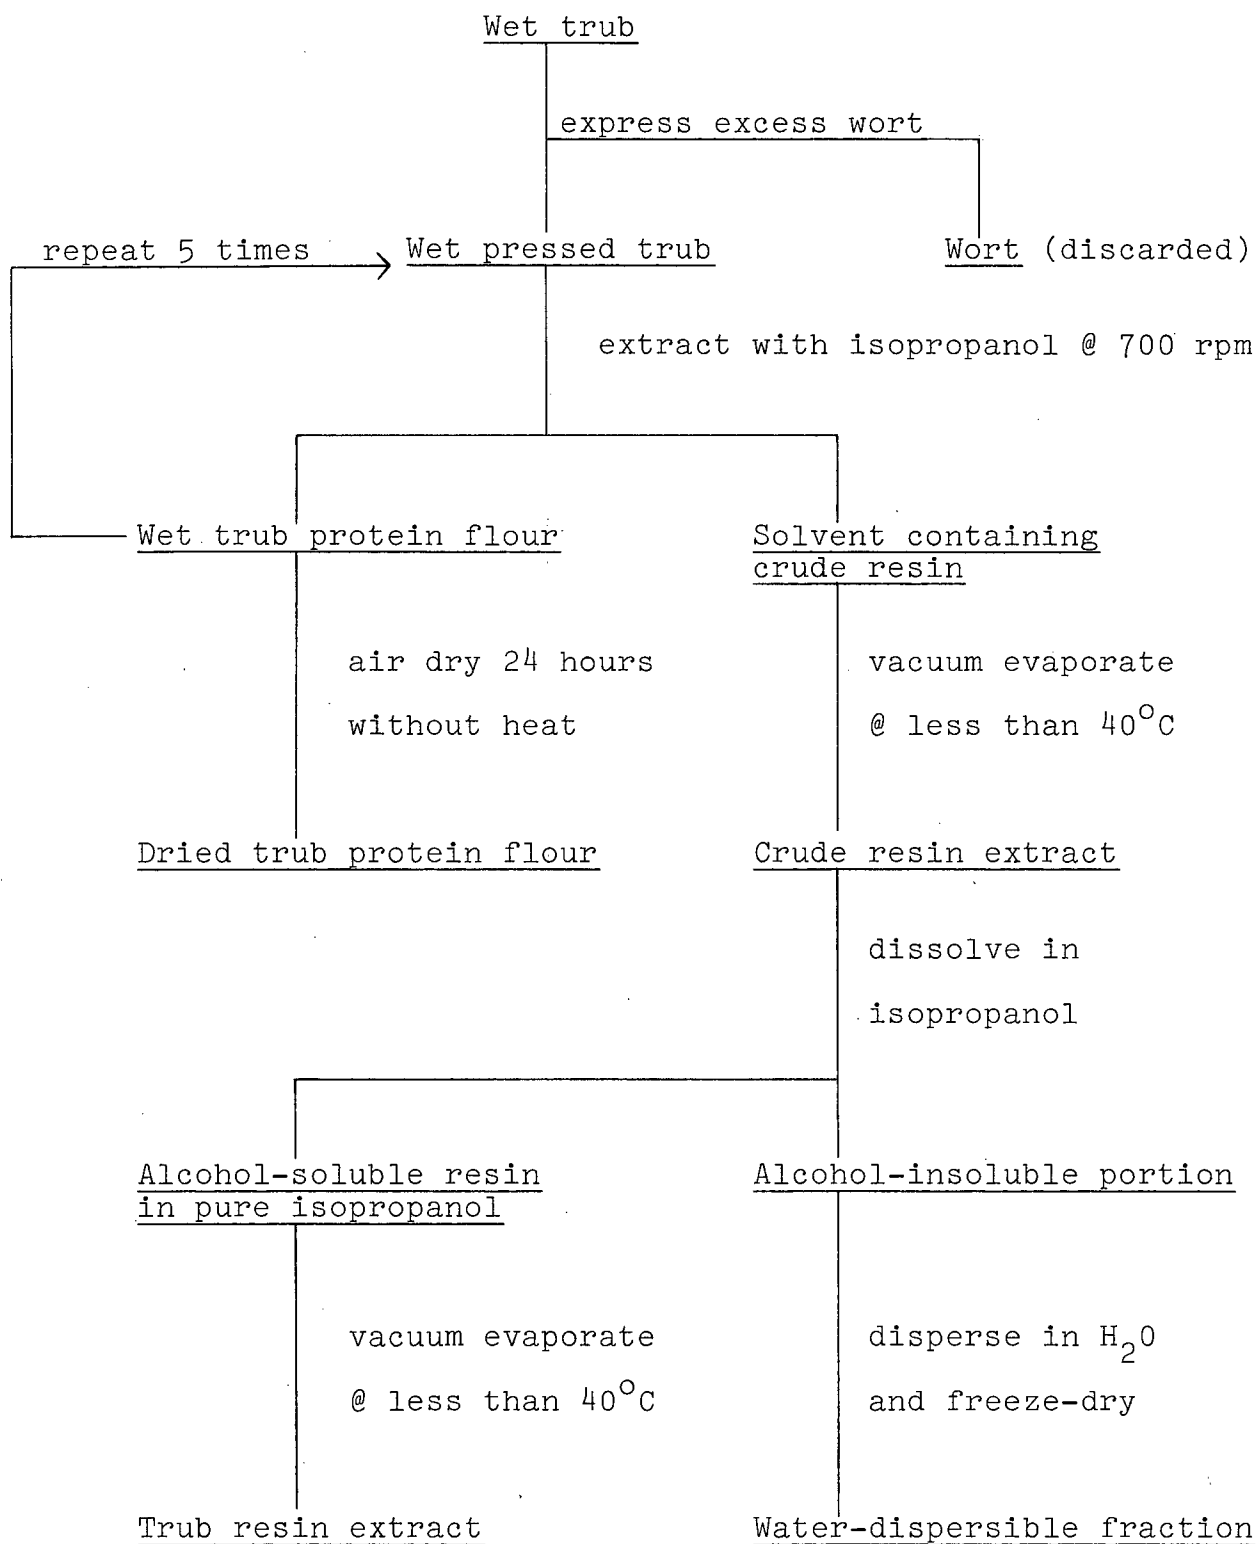 Wet trub
express excess wort
repeat 5 times
Wet pressed trub
Wort (discarded)
extract with isopropanol @ 700 rpm
Wet trub protein flour
Solvent containing
crude resin
air dry 24 hours
without heat
vacuum evaporate
@ less than 40°C
Dried trub protein flour
Crude resin extract
dissolve in
isopropanol
Alcohol-soluble resin
in pure isopropanol
Alcohol-insoluble portion
vacuum evaporate
@ less than 40°C
disperse in H₂O
and freeze-dry
Trub resin extract
Water-dispersible fraction